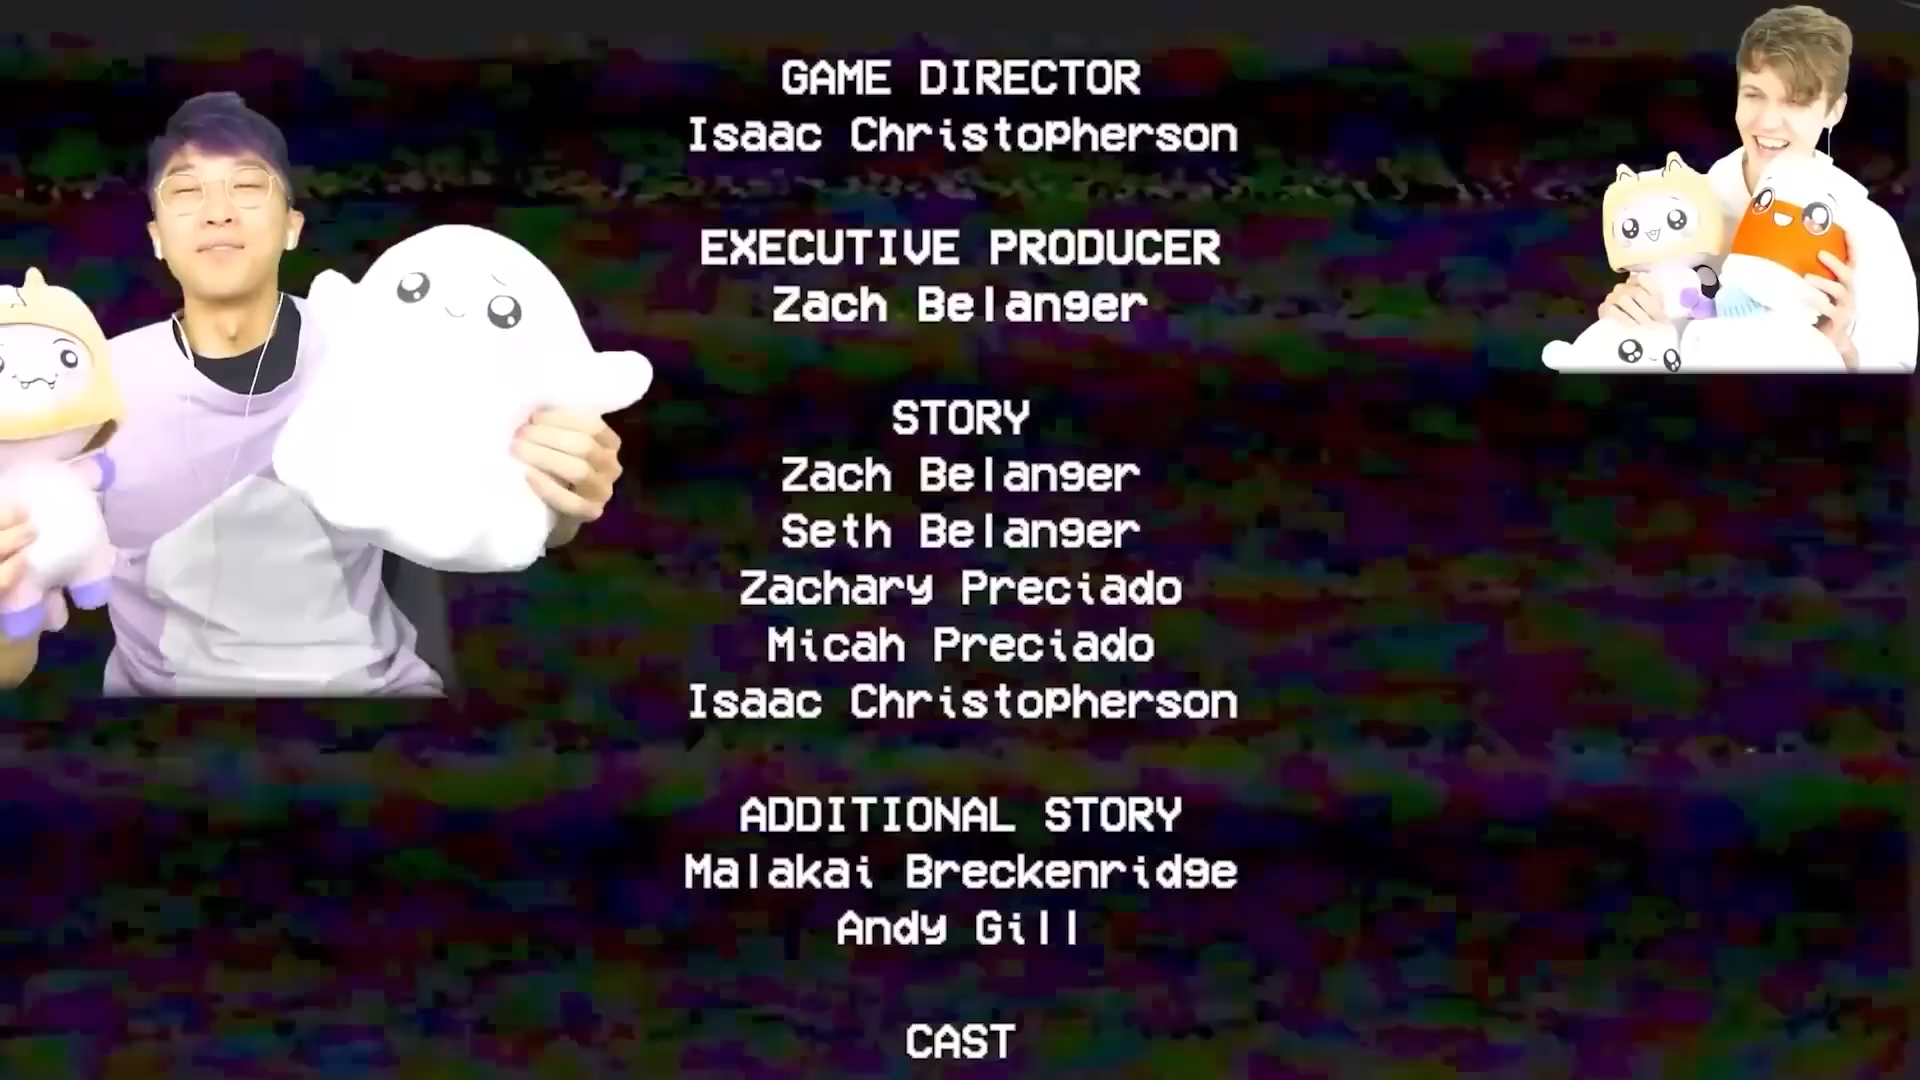 GAME DIRECTOR
Isaac Christopherson
EXECUTIVE PRODUCER
Zach Belanger
STORY
Zach Belanger
Seth Belanger
Zachary Preciado
Micah Preciado
Isaac Christopherson
ADDITIONAL STORY
Malakai Breckenridge
Andy Gill
CAST